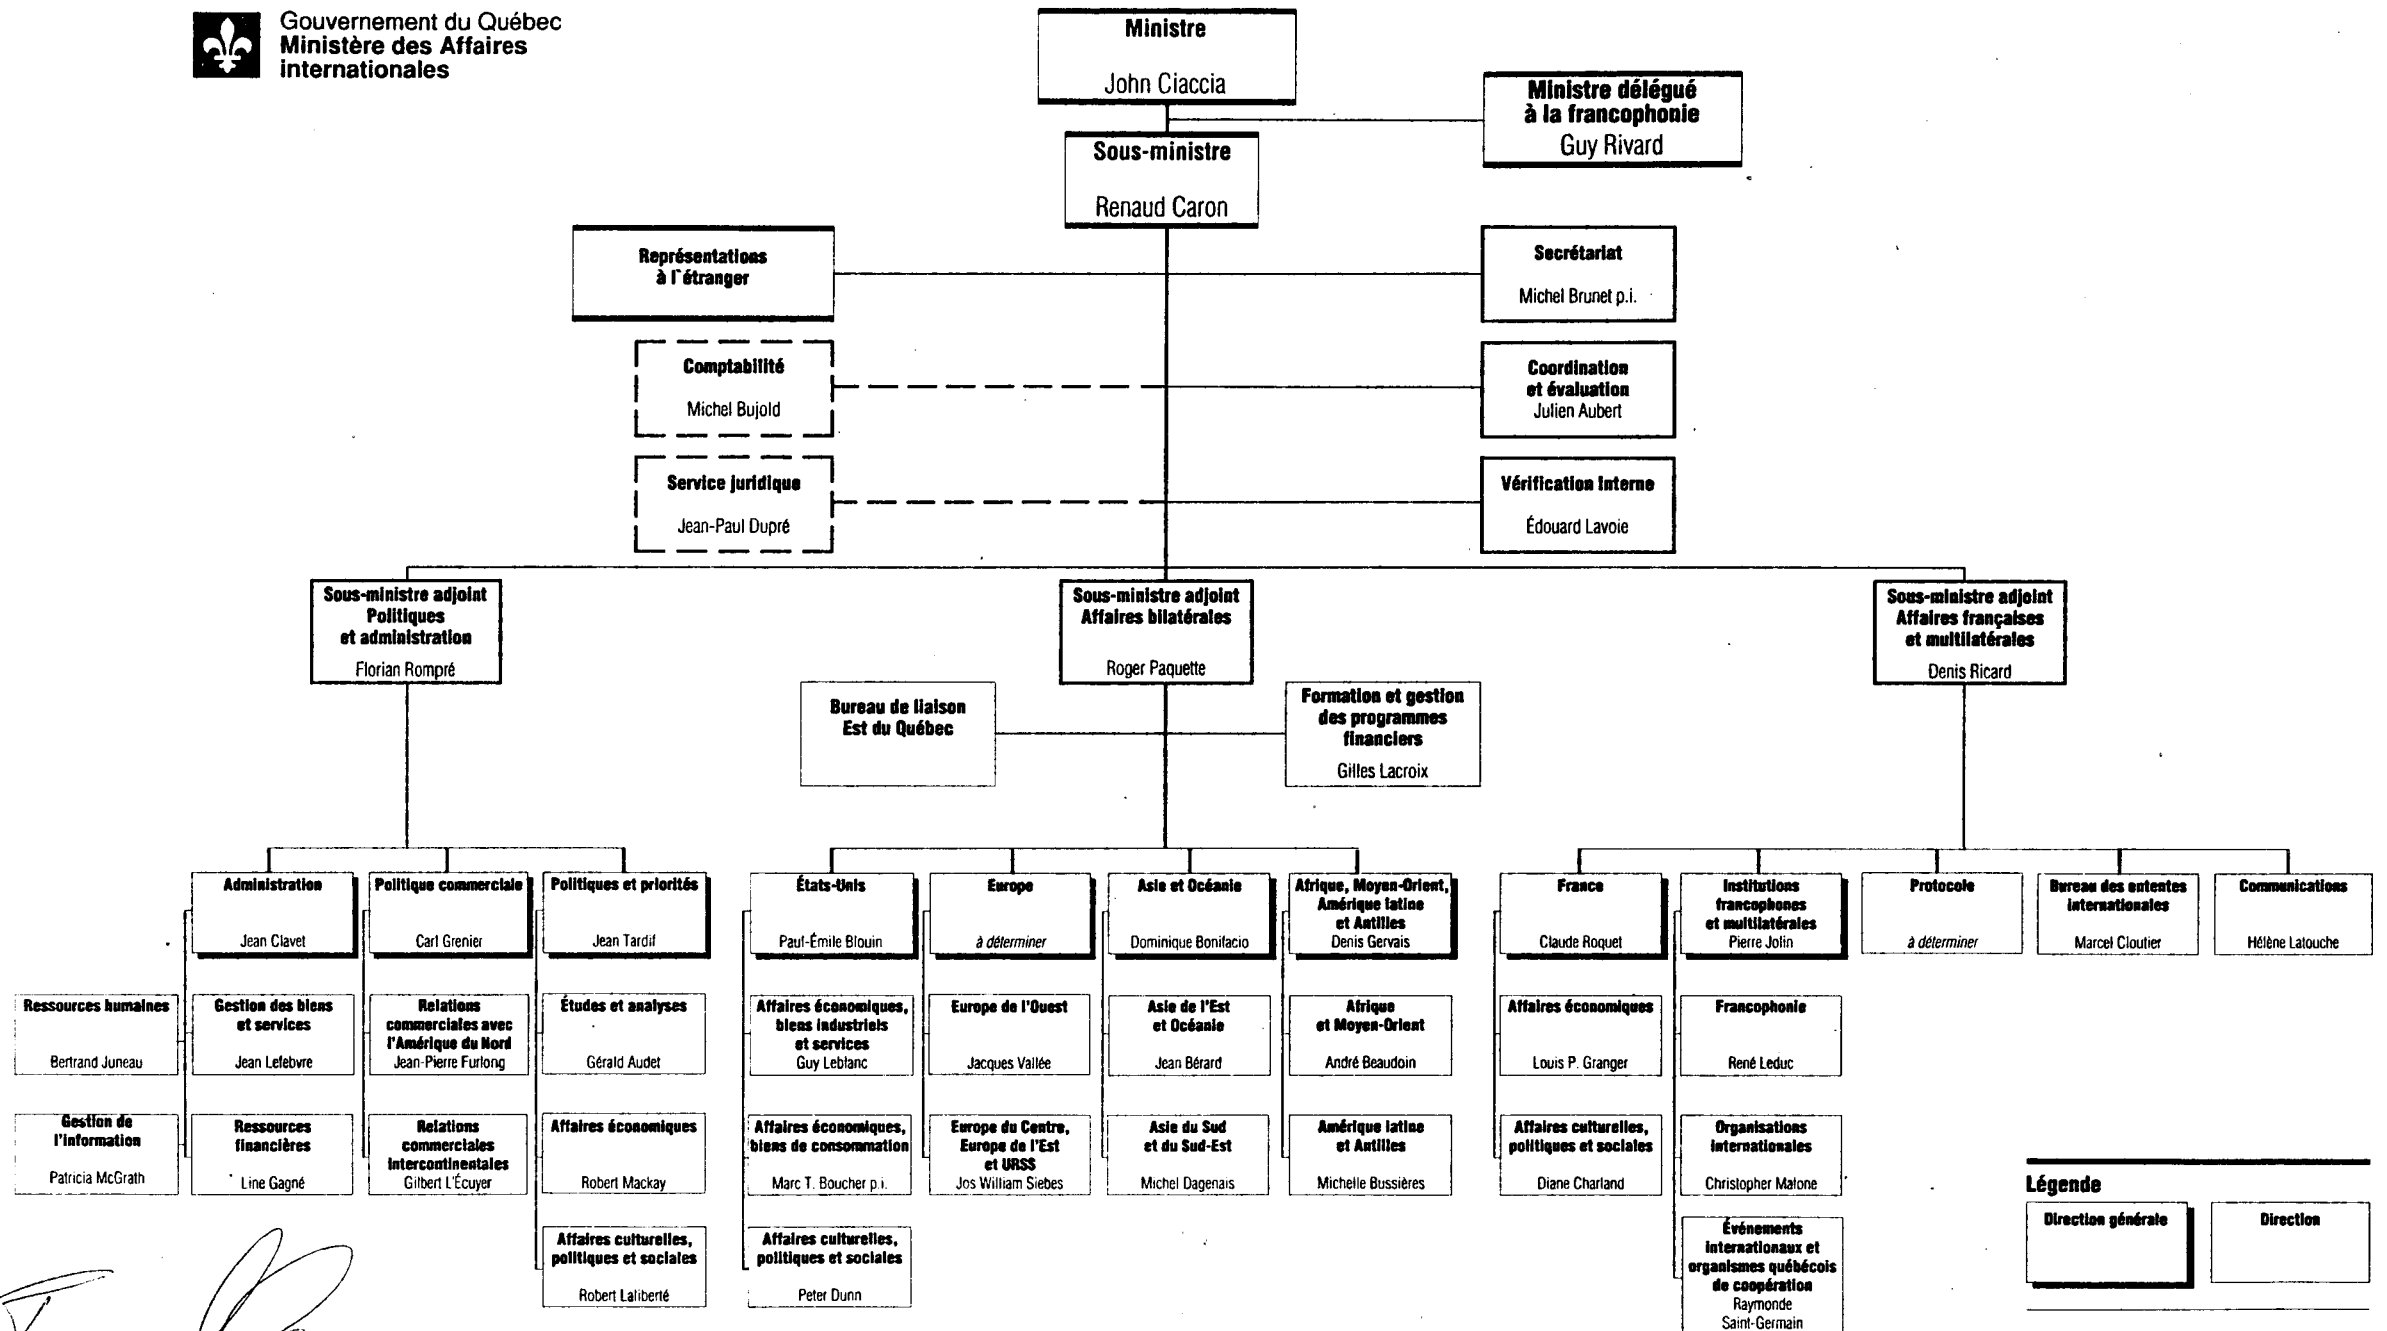 Gouvernement du Québec
Ministère des Affaires
internationales
Ministre
John Ciaccia
Ministre délégué
à la francophonie
Guy Rivard
Sous-ministre
Renaud Caron
Représentations
à l`étranger
Secrétariat
Michel Brunet p.i.
Comptabilité
Michel Bujold
Coordination
et évaluation
Julien Aubert
Service juridique
Jean-Paul Dupré
Vérification interne
Édouard Lavoie
Sous-ministre adjoint
Politiques
et administration
Florian Rompré
Sous-ministre adjoint
Affaires bilatérales
Roger Paquette
Sous-ministre adjoint
Affaires françaises
et multilatérales
Denis Ricard
Bureau de liaison
Est du Québec
Formation et gestion
des programmes
financiers
Gilles Lacroix
Administration
Jean Clavet
Politique commerciale
Carl Grenier
Politiques et priorités
Jean Tardif
États-Unis
Paul-Émile Blouin
Europe
à déterminer
Asie et Océanie
Dominique Bonifacio
Afrique, Moyen-Orient,
Amérique latine
et Antilles
Denis Gervais
France
Claude Roquet
Institutions
francophones
et multilatérales
Pierre Jolin
Protocole
à déterminer
Bureau des ententes
internationales
Marcel Cloutier
Communications
Hélène Latouche
Ressources humaines
Bertrand Juneau
Gestion des biens
et services
Jean Lefebvre
Relations
commerciales avec
l'Amérique du Nord
Jean-Pierre Furlong
Études et analyses
Gérald Audet
Affaires économiques,
biens industriels
et services
Guy Leblanc
Europe de l'Ouest
Jacques Vallée
Asie de l'Est
et Océanie
Jean Bérard
Afrique
et Moyen-Orient
André Beaudoin
Affaires économiques
Louis P. Granger
Francophonie
René Leduc
Gestion de
l'information
Patricia McGrath
Ressources
financières
Line Gagné
Relations
commerciales
intercontinentales
Gilbert L'Écuyer
Affaires économiques
Robert Mackay
Affaires économiques,
biens de consommation
Marc T. Boucher p.i.
Europe du Centre,
Europe de l'Est
et URSS
Jos William Siebes
Asie du Sud
et du Sud-Est
Michel Dagenais
Amérique latine
et Antilles
Michelle Bussières
Affaires culturelles,
politiques et sociales
Diane Charland
Organisations
internationales
Christopher Malone
Affaires culturelles,
politiques et sociales
Robert Laliberté
Affaires culturelles,
politiques et sociales
Peter Dunn
Événements
internationaux et
organismes québécois
de coopération
Raymonde
Saint-Germain
Légende
Direction générale
Direction